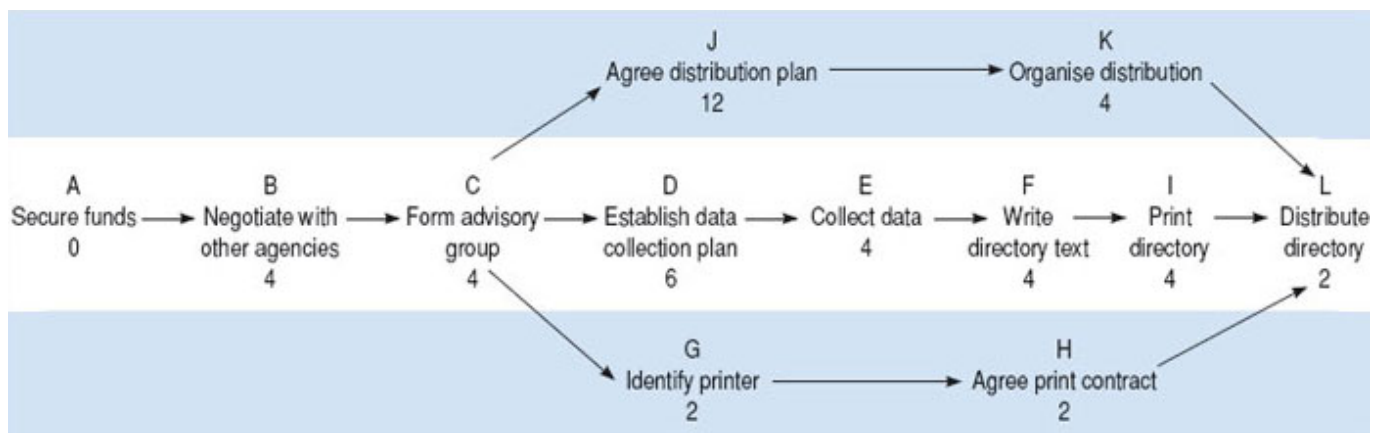 J
Agree distribution plan
12
K
Organise distribution
4
A
Secure funds
0
B
Negotiate with
other agencies
4
C
Form advisory
group
4
D
Establish data
collection plan
6
E
Collect data
4
F
Write
directory text
4
I
Print
directory
4
L
Distribute
directory
2
G
Identify printer
2
H
Agree print contract
2